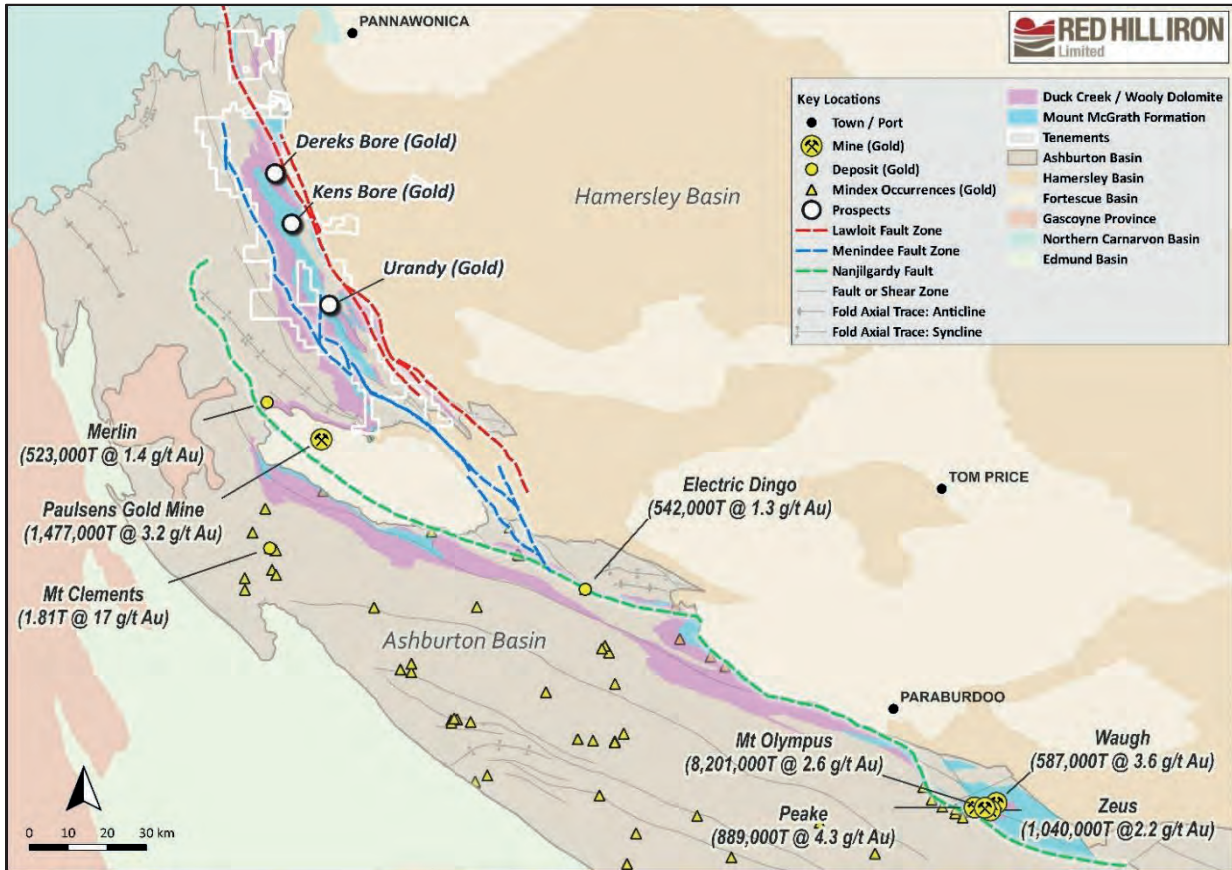 PANNAWONICA
RED HILL IRON
Limited
Key Locations
Town / Port
Mine (Gold)
Deposit (Gold)
Mindex Occurrences (Gold)
Prospects
Lawloit Fault Zone
Menindee Fault Zone
Nanjilgardy Fault
Fault or Shear Zone
Fold Axial Trace: Anticline
Fold Axial Trace: Syncline
Duck Creek / Wooly Dolomite
Mount McGrath Formation
Tenements
Ashburton Basin
Hamersley Basin
Fortescue Basin
Gascoyne Province
Northern Carnarvon Basin
Edmund Basin
Dereks Bore (Gold)
Kens Bore (Gold)
Hamersley Basin
Urandy (Gold)
Merlin
(523,000T @ 1.4 g/t Au)
Paulsens Gold Mine
(1,477,000T @ 3.2 g/t Au)
Mt Clements
(1.81T @ 17 g/t Au)
Electric Dingo
(542,000T @ 1.3 g/t Au)
TOM PRICE
Ashburton Basin
PARABURDOO
Mt Olympus
(8,201,000T @ 2.6 g/t Au)
Waugh
(587,000T @ 3.6 g/t Au)
Peake
(889,000T @ 4.3 g/t Au)
Zeus
(1,040,000T @2.2 g/t Au)
0 10 20 30 km